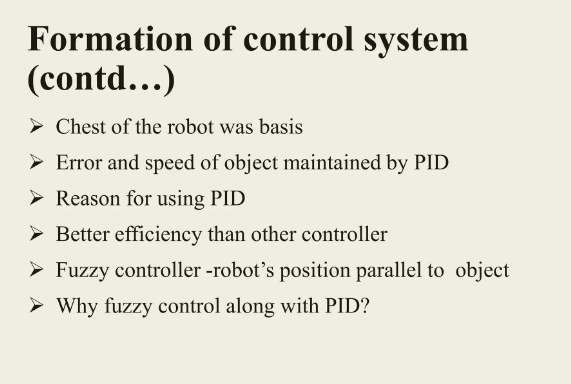 Formation of control system
(contd…)
➢ Chest of the robot was basis
➢ Error and speed of object maintained by PID
➢ Reason for using PID
➢ Better efficiency than other controller
➢ Fuzzy controller -robot’s position parallel to  object
➢ Why fuzzy control along with PID?